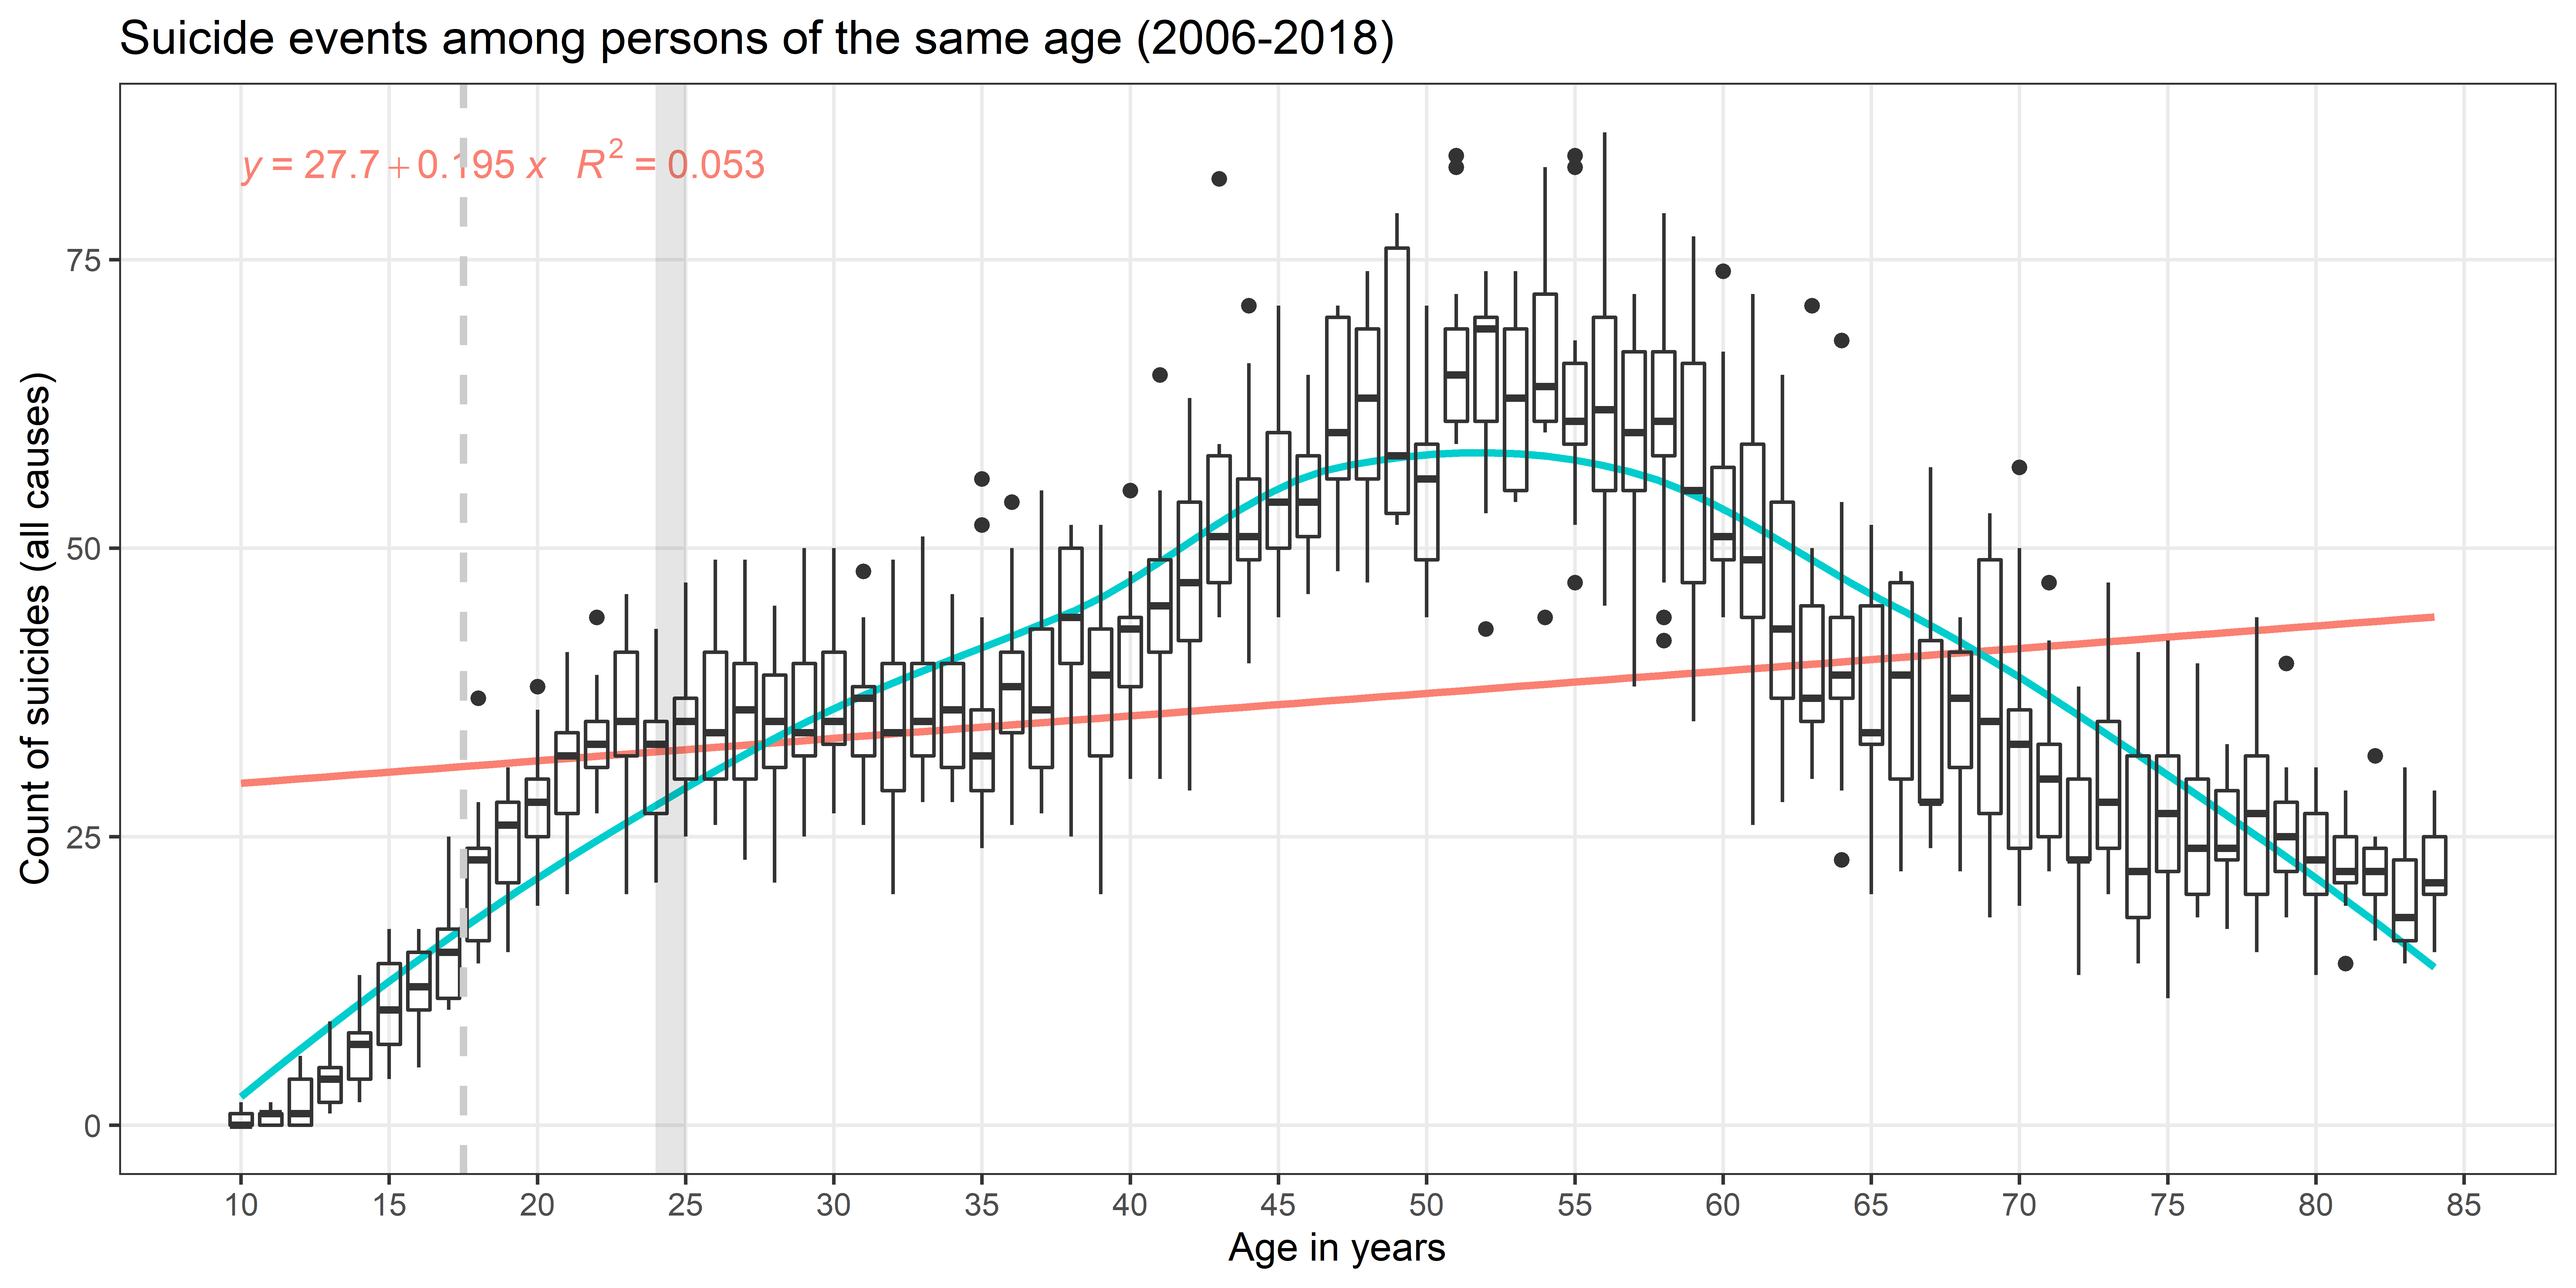 Suicide events among persons of the same age (2006-2018)
y = 27.7 + 0.195 x R² = 0.053
Count of suicides (all causes)
75
50
25
0
10 15 20 25 30 35 40 45 50 55 60 65 70 75 80 85
Age in years